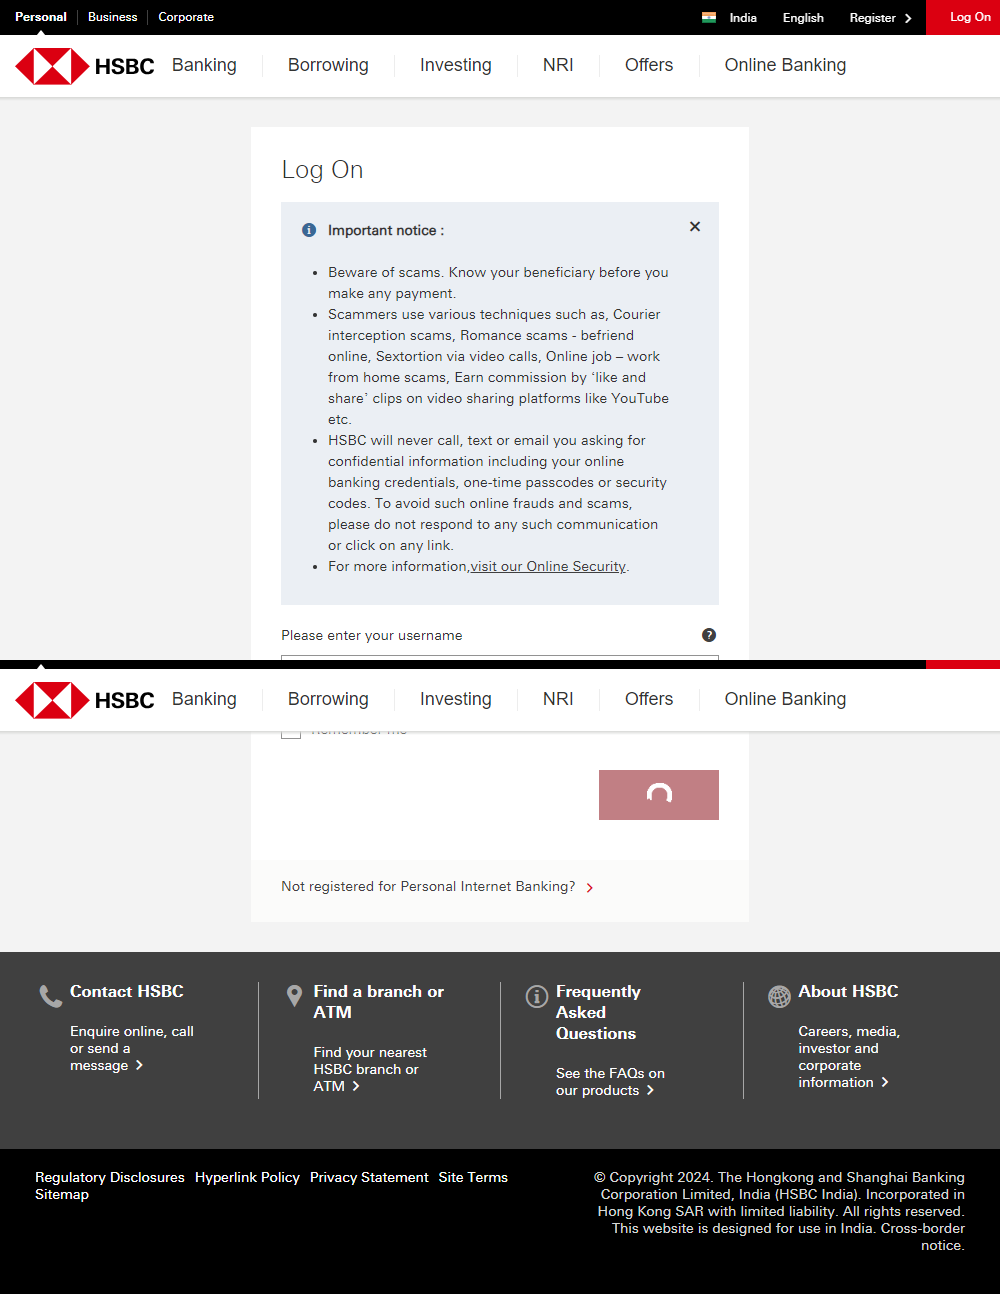 Personal Business Corporate India English Register Log On
HSBC Banking Borrowing Investing NRI Offers Online Banking
Log On
Important notice :
Beware of scams. Know your beneficiary before you
make any payment.
Scammers use various techniques such as, Courier
interception scams, Romance scams - befriend
online, Sextortion via video calls, Online job – work
from home scams, Earn commission by ‘like and
share’ clips on video sharing platforms like YouTube
etc.
HSBC will never call, text or email you asking for
confidential information including your online
banking credentials, one-time passcodes or security
codes. To avoid such online frauds and scams,
please do not respond to any such communication
or click on any link.
For more information,visit our Online Security.
Please enter your username
HSBC Banking Borrowing Investing NRI Offers Online Banking
Remember me
Not registered for Personal Internet Banking?
Contact HSBC
Enquire online, call
or send a
message
Find a branch or
ATM
Find your nearest
HSBC branch or
ATM
Frequently
Asked
Questions
See the FAQs on
our products
About HSBC
Careers, media,
investor and
corporate
information
Regulatory Disclosures Hyperlink Policy Privacy Statement Site Terms
Sitemap
© Copyright 2024. The Hongkong and Shanghai Banking
Corporation Limited, India (HSBC India). Incorporated in
Hong Kong SAR with limited liability. All rights reserved.
This website is designed for use in India. Cross-border
notice.